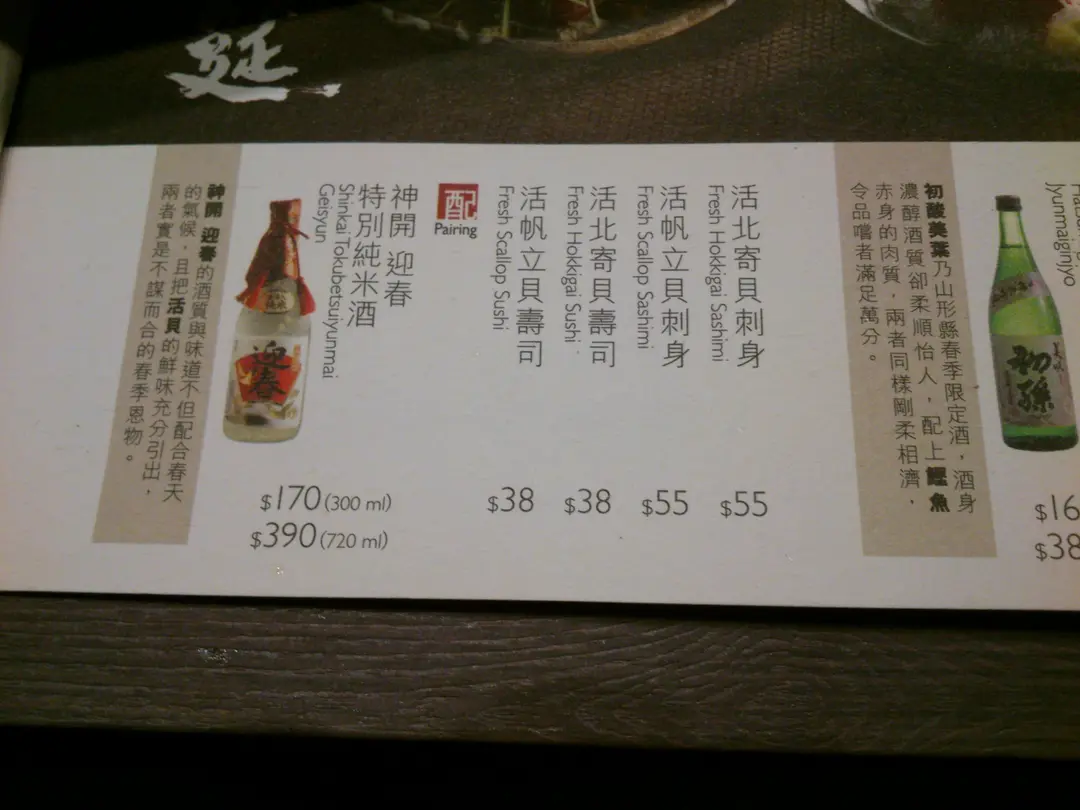 延
Jyunmaiginjyo
$16
$38
初孫
初酸美葉乃山形縣春季限定酒，酒身
濃醇酒質卻柔順怡人，配上鰹魚
赤身的肉質，兩者同樣剛柔相濟，
令品嚐者滿足萬分。
活北寄貝刺身
Fresh Hokkigai Sashimi
$55
活帆立貝刺身
Fresh Scallop Sashimi
$55
活北寄貝壽司
Fresh Hokkigai Sushi
$38
活帆立貝壽司
Fresh Scallop Sushi
$38
配
Pairing
神開 迎春
特別純米酒
Shinkai Tokubetsuiyunmai
Geisyun
$170 (300 ml)
$390 (720 ml)
迎春
神開 迎春的酒質與味道不但配合春天
的氣候，且把活貝的鮮味充分引出，
兩者實是不謀而合的春季恩物。